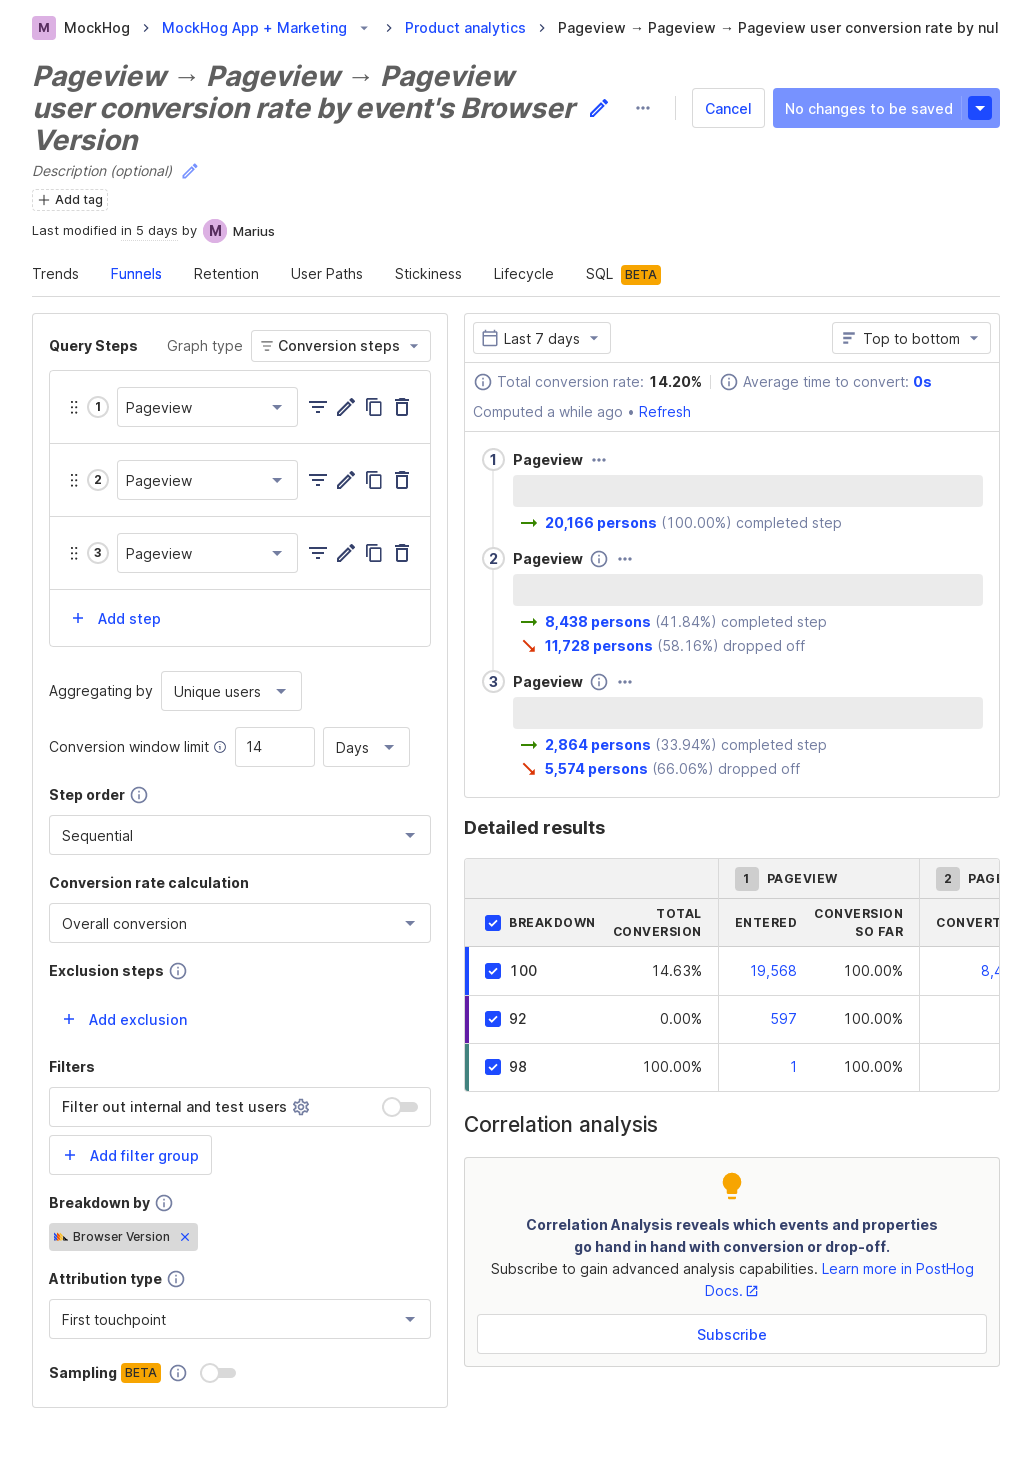 M MockHog > MockHog App + Marketing > Product analytics > Pageview → Pageview → Pageview user conversion rate by nul
Pageview → Pageview → Pageview
user conversion rate by event's Browser
Version
Cancel
No changes to be saved
Description (optional)
Add tag
Last modified in 5 days by M Marius
Trends Funnels Retention User Paths Stickiness Lifecycle SQL BETA
Query Steps Graph type Conversion steps
1 Pageview
2 Pageview
3 Pageview
Add step
Aggregating by Unique users
Conversion window limit 14 Days
Step order
Sequential
Conversion rate calculation
Overall conversion
Exclusion steps
Add exclusion
Filters
Filter out internal and test users
Add filter group
Breakdown by
Browser Version
Attribution type
First touchpoint
Sampling BETA
Last 7 days Top to bottom
Total conversion rate: 14.20% Average time to convert: 0s
Computed a while ago • Refresh
1 Pageview
20,166 persons (100.00%) completed step
2 Pageview
8,438 persons (41.84%) completed step
11,728 persons (58.16%) dropped off
3 Pageview
2,864 persons (33.94%) completed step
5,574 persons (66.06%) dropped off
Detailed results
1 PAGEVIEW 2 PAGE
BREAKDOWN TOTAL CONVERSION ENTERED CONVERSION SO FAR CONVERT
100 14.63% 19,568 100.00% 8,4
92 0.00% 597 100.00%
98 100.00% 1 100.00%
Correlation analysis
Correlation Analysis reveals which events and properties
go hand in hand with conversion or drop-off.
Subscribe to gain advanced analysis capabilities. Learn more in PostHog
Docs.
Subscribe